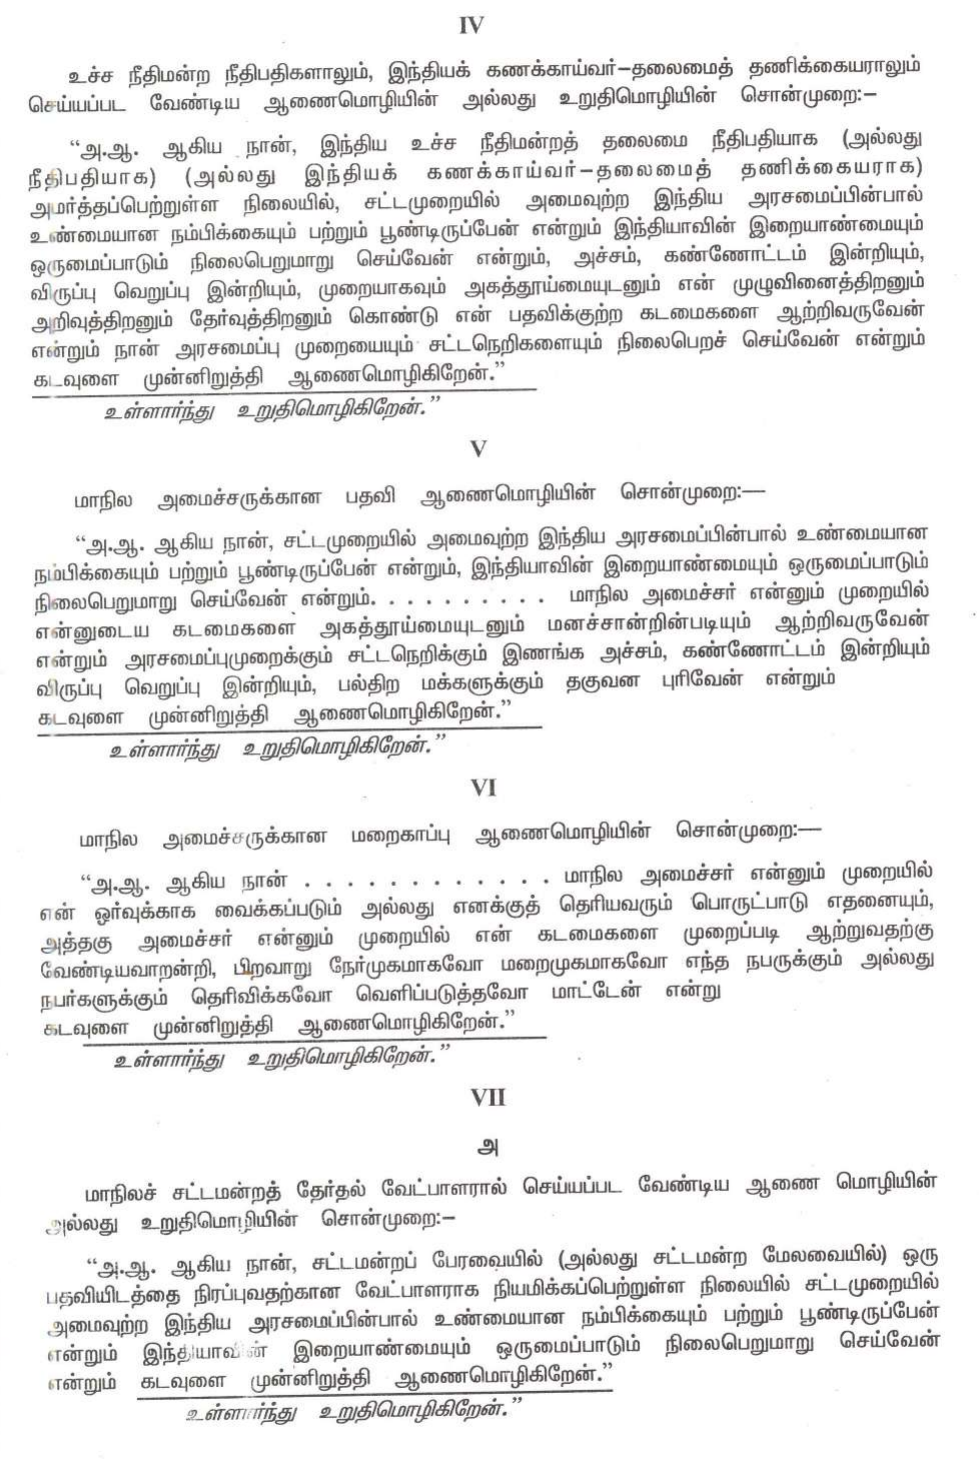 IV
உச்ச நீதிமன்ற நீதிபதிகளாலும், இந்தியக் கணக்காய்வர்–தலைமைத் தணிக்கையராலும்
செய்யப்பட வேண்டிய ஆணைமொழியின் அல்லது உறுதிமொழியின் சொன்முறை:–
“அ.ஆ. ஆகிய நான், இந்திய உச்ச நீதிமன்றத் தலைமை நீதிபதியாக (அல்லது
நீதிபதியாக) (அல்லது இந்தியக் கணக்காய்வர்–தலைமைத் தணிக்கையராக)
அமர்த்தப்பெற்றுள்ள நிலையில், சட்டமுறையில் அமைவுற்ற இந்திய அரசமைப்பின்பால்
உண்மையான நம்பிக்கையும் பற்றும் பூண்டிருப்பேன் என்றும் இந்தியாவின் இறையாண்மையும்
ஒருமைப்பாடும் நிலைபெறுமாறு செய்வேன் என்றும், அச்சம், கண்ணோட்டம் இன்றியும்,
விருப்பு வெறுப்பு இன்றியும், முறையாகவும் அகத்தூய்மையுடனும் என் முழுவினைத்திறனும்
அறிவுத்திறனும் தேர்வுத்திறனும் கொண்டு என் பதவிக்குற்ற கடமைகளை ஆற்றிவருவேன்
என்றும் நான் அரசமைப்பு முறையையும் சட்டநெறிகளையும் நிலைபெறச் செய்வேன் என்றும்
கடவுளை முன்னிறுத்தி ஆணைமொழிகிறேன்.”
உள்ளார்ந்து உறுதிமொழிகிறேன்.”
V
மாநில அமைச்சருக்கான பதவி ஆணைமொழியின் சொன்முறை:—
“அ.ஆ. ஆகிய நான், சட்டமுறையில் அமைவுற்ற இந்திய அரசமைப்பின்பால் உண்மையான
நம்பிக்கையும் பற்றும் பூண்டிருப்பேன் என்றும், இந்தியாவின் இறையாண்மையும் ஒருமைப்பாடும்
நிலைபெறுமாறு செய்வேன் என்றும். . . . . . . . . . மாநில அமைச்சர் என்னும் முறையில்
என்னுடைய கடமைகளை அகத்தூய்மையுடனும் மனச்சான்றின்படியும் ஆற்றிவருவேன்
என்றும் அரசமைப்புமுறைக்கும் சட்டநெறிக்கும் இணங்க அச்சம், கண்ணோட்டம் இன்றியும்
விருப்பு வெறுப்பு இன்றியும், பல்திற மக்களுக்கும் தகுவன புரிவேன் என்றும்
கடவுளை முன்னிறுத்தி ஆணைமொழிகிறேன்.”
உள்ளார்ந்து உறுதிமொழிகிறேன்.”
VI
மாநில அமைச்சருக்கான மறைகாப்பு ஆணைமொழியின் சொன்முறை:—
“அ.ஆ. ஆகிய நான் . . . . . . . . . . . . . மாநில அமைச்சர் என்னும் முறையில்
என் ஓர்வுக்காக வைக்கப்படும் அல்லது எனக்குத் தெரியவரும் பொருட்பாடு எதனையும்,
அத்தகு அமைச்சர் என்னும் முறையில் என் கடமைகளை முறைப்படி ஆற்றுவதற்கு
வேண்டியவாறன்றி, பிறவாறு நேர்முகமாகவோ மறைமுகமாகவோ எந்த நபருக்கும் அல்லது
நபர்களுக்கும் தெரிவிக்கவோ வெளிப்படுத்தவோ மாட்டேன் என்று
கடவுளை முன்னிறுத்தி ஆணைமொழிகிறேன்.”
உள்ளார்ந்து உறுதிமொழிகிறேன்.”
VII
அ
மாநிலச் சட்டமன்றத் தேர்தல் வேட்பாளரால் செய்யப்பட வேண்டிய ஆணை மொழியின்
அல்லது உறுதிமொழியின் சொன்முறை:–
“அ.ஆ. ஆகிய நான், சட்டமன்றப் பேரவையில் (அல்லது சட்டமன்ற மேலவையில்) ஒரு
பதவியிடத்தை நிரப்புவதற்கான வேட்பாளராக நியமிக்கப்பெற்றுள்ள நிலையில் சட்டமுறையில்
அமைவுற்ற இந்திய அரசமைப்பின்பால் உண்மையான நம்பிக்கையும் பற்றும் பூண்டிருப்பேன்
என்றும் இந்தியாவின் இறையாண்மையும் ஒருமைப்பாடும் நிலைபெறுமாறு செய்வேன்
என்றும் கடவுளை முன்னிறுத்தி ஆணைமொழிகிறேன்.”
உள்ளார்ந்து உறுதிமொழிகிறேன்.”